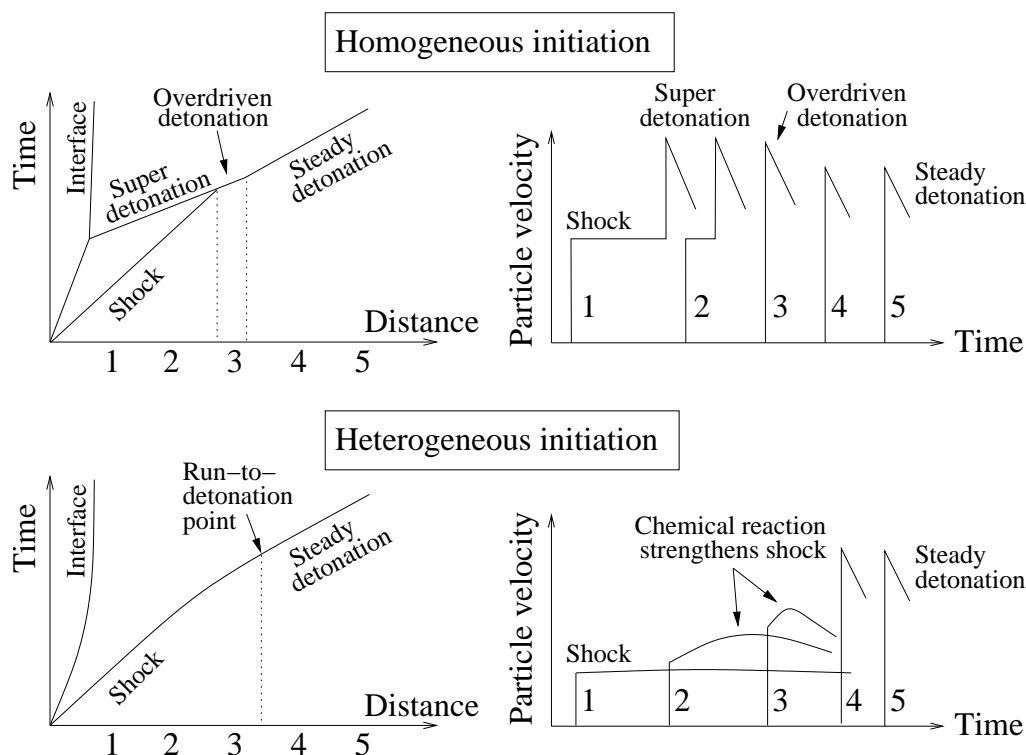 Homogeneous initiation
Time
Interface
Overdriven
detonation
Super
detonation
Steady
detonation
Shock
Distance
1 2 3 4 5
Particle velocity
Super
detonation
Overdriven
detonation
Shock
Steady
detonation
1 2 3 4 5
Time
Heterogeneous initiation
Time
Interface
Run−to−
detonation
point
Steady
detonation
Shock
Distance
1 2 3 4 5
Particle velocity
Chemical reaction
strengthens shock
Steady
detonation
Shock
1 2 3 4 5
Time